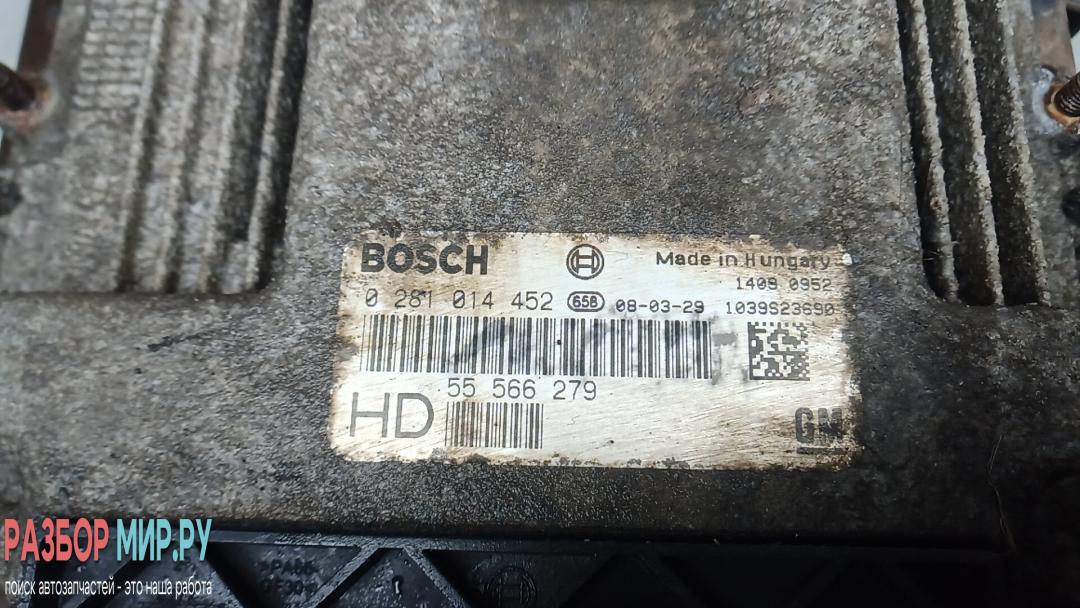 BOSCH
Made in Hungary
1409 0952
0 281 014 452 656 08-03-29 1039S23690
55 566 279
HD
GM
РАЗБОР МИР.РУ
поиск автозапчастей - это наша работа